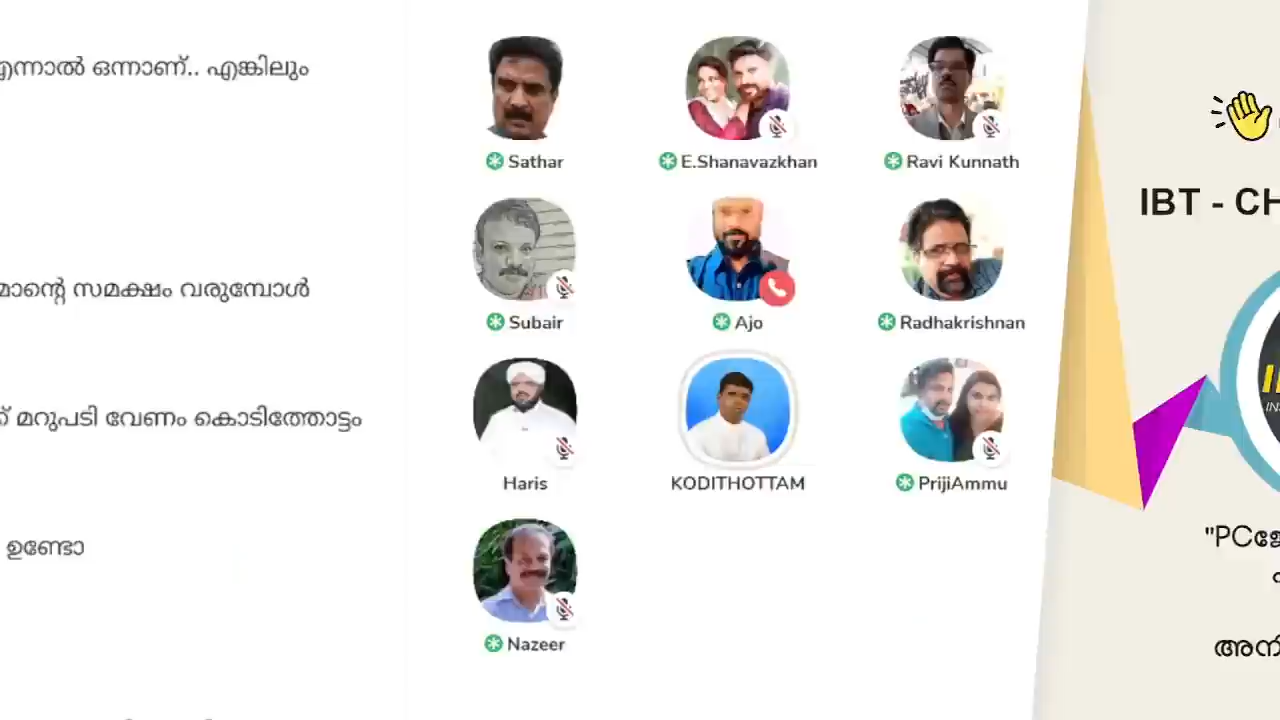 എന്നാൽ ഒന്നാണ്.. എങ്കിലും
മാന്റെ സമക്ഷം വരുമ്പോൾ
മറുപടി വേണം കൊടിത്തോട്ടം
ഉണ്ടോ
Sathar
E.Shanavazkhan
Ravi Kunnath
Subair
Ajo
Radhakrishnan
Haris
KODITHOTTAM
PrijiAmmu
Nazeer
IBT - CH
"PC